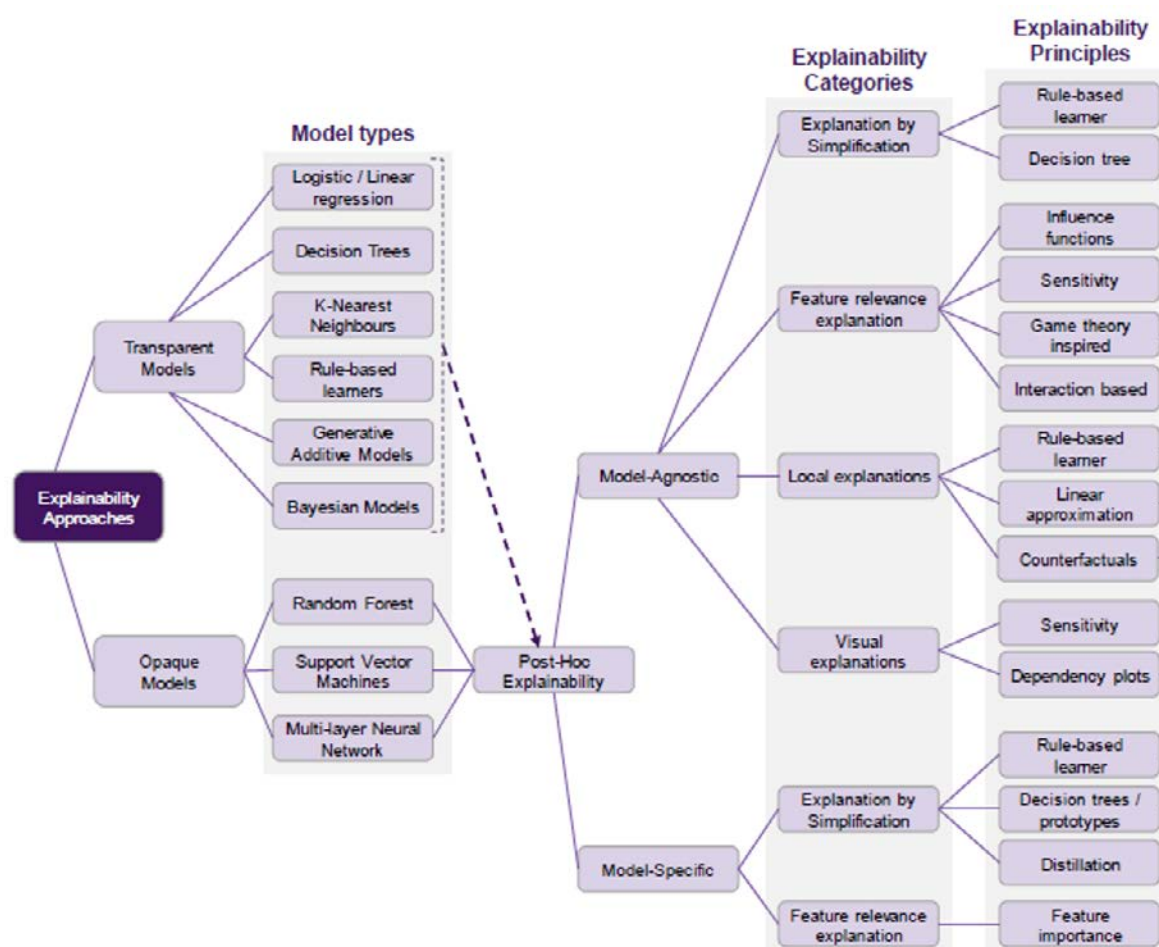 Explainability
Principles
Explainability
Categories
Model types
Explainability
Approaches
Transparent
Models
Opaque
Models
Logistic / Linear
regression
Decision Trees
K-Nearest
Neighbours
Rule-based
learners
Generative
Additive Models
Bayesian Models
Random Forest
Support Vector
Machines
Multi-layer Neural
Network
Post-Hoc
Explainability
Model-Agnostic
Model-Specific
Explanation by
Simplification
Feature relevance
explanation
Local explanations
Visual
explanations
Explanation by
Simplification
Feature relevance
explanation
Rule-based
learner
Decision tree
Influence
functions
Sensitivity
Game theory
inspired
Interaction based
Rule-based
learner
Linear
approximation
Counterfactuals
Sensitivity
Dependency plots
Rule-based
learner
Decision trees /
prototypes
Distillation
Feature
importance